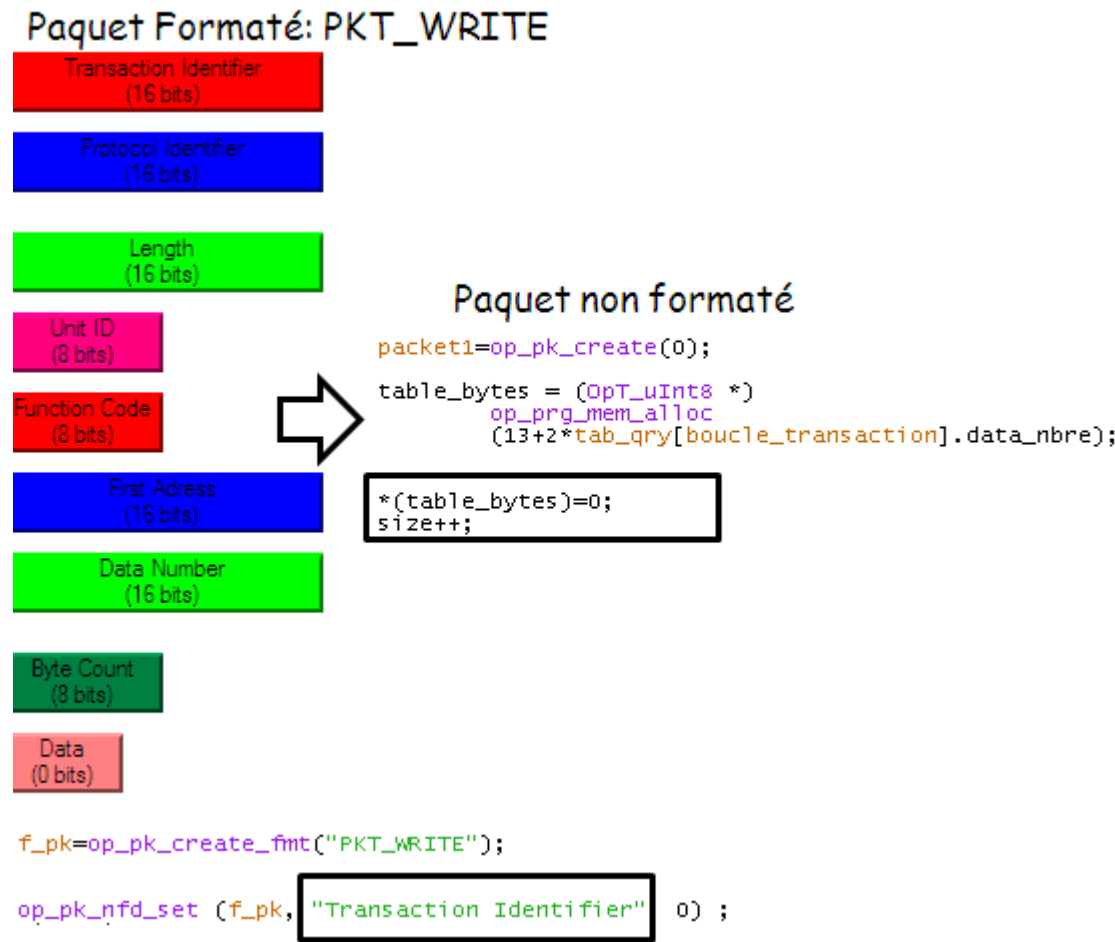 Paquet Formaté: PKT_WRITE
Transaction Identifier
(16 bits)
Protocol Identifier
(16 bits)
Length
(16 bits)
Unit ID
(8 bits)
Function Code
(8 bits)
First Adress
(16 bits)
Data Number
(16 bits)
Byte Count
(8 bits)
Data
(0 bits)
Paquet non formaté
packet1=op_pk_create(0);
table_bytes = (OpT_uInt8 *)
op_prg_mem_alloc
(13+2*tab_qry[boucle_transaction].data_nbre);
*(table_bytes)=0;
size++;
f_pk=op_pk_create_fmt("PKT_WRITE");
op_pk_nfd_set (f_pk, "Transaction Identifier" 0) ;